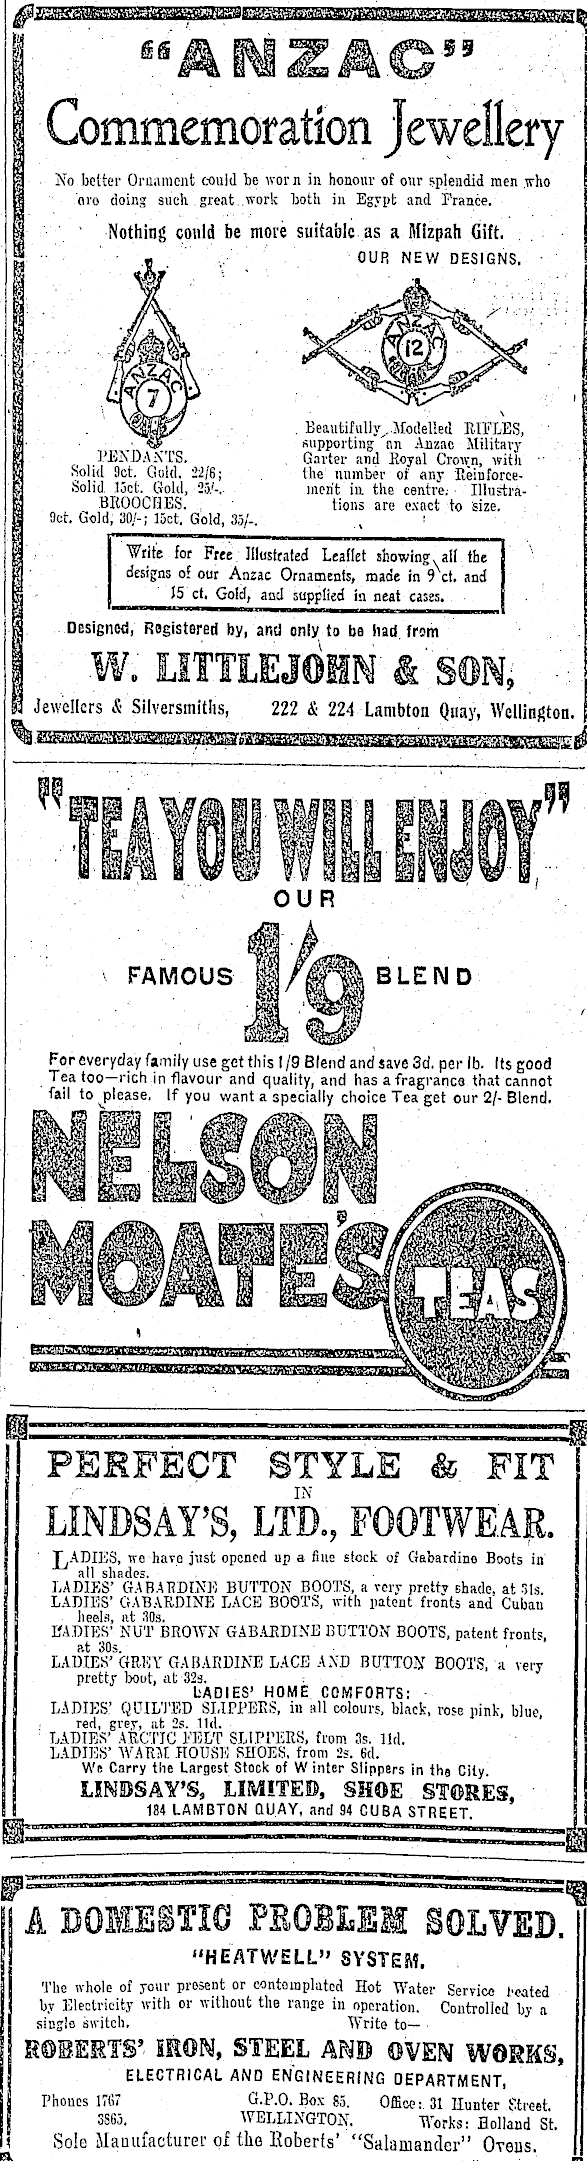 "ANZAC"
Commemoration Jewellery
No better Ornament could be worn in honour of our splendid men who
are doing such great work both in Egypt and France.
Nothing could be more suitable as a Mizpah Gift.
OUR NEW DESIGNS.
ANZAC
7
ANZAC
12
PENDANTS.
Solid 9ct. Gold, 22/6;
Solid 15ct. Gold, 25/-.
BROOCHES.
9ct. Gold, 30/-; 15ct. Gold, 35/-.
Beautifully Modelled RIFLES,
supporting an Anzac Military
Garter and Royal Crown, with
the number of any Reinforce-
ment in the centre. Illustra-
tions are exact to size.
Write for Free Illustrated Leaflet showing all the
designs of our Anzac Ornaments, made in 9 ct. and
15 ct. Gold, and supplied in neat cases.
Designed, Registered by, and only to be had from
W. LITTLEJOHN & SON,
Jewellers & Silversmiths, 222 & 224 Lambton Quay, Wellington.
"TEA YOU WILL ENJOY"
OUR
FAMOUS 1/9 BLEND
For everyday family use get this 1/9 Blend and save 3d. per lb. Its good
Tea too—rich in flavour and quality, and has a fragrance that cannot
fail to please. If you want a specially choice Tea get our 2/- Blend.
NELSON
MOATE'S
TEAS
PERFECT STYLE & FIT
IN
LINDSAY'S, LTD., FOOTWEAR.
LADIES, we have just opened up a fine stock of Gabardine Boots in
all shades.
LADIES' GABARDINE BUTTON BOOTS, a very pretty shade, at 31s.
LADIES' GABARDINE LACE BOOTS, with patent fronts and Cuban
heels, at 30s.
LADIES' NUT BROWN GABARDINE BUTTON BOOTS, patent fronts,
at 30s.
LADIES' GREY GABARDINE LACE AND BUTTON BOOTS, a very
pretty boot, at 32s.
LADIES' HOME COMFORTS:
LADIES' QUILTED SLIPPERS, in all colours, black, rose pink, blue,
red, grey, at 2s. 11d.
LADIES' ARCTIC FELT SLIPPERS, from 3s. 11d.
LADIES' WARM HOUSE SHOES, from 2s. 6d.
We Carry the Largest Stock of Winter Slippers in the City.
LINDSAY'S, LIMITED, SHOE STORES,
184 LAMBTON QUAY, and 94 CUBA STREET.
A DOMESTIC PROBLEM SOLVED.
"HEATWELL" SYSTEM.
The whole of your present or contemplated Hot Water Service heated
by Electricity with or without the range in operation. Controlled by a
single switch. Write to—
ROBERTS' IRON, STEEL AND OVEN WORKS,
ELECTRICAL AND ENGINEERING DEPARTMENT,
Phones 1767 G.P.O. Box 85, Office: 31 Hunter Street.
3865. WELLINGTON. Works: Holland St.
Sole Manufacturer of the Roberts' "Salamander" Ovens.